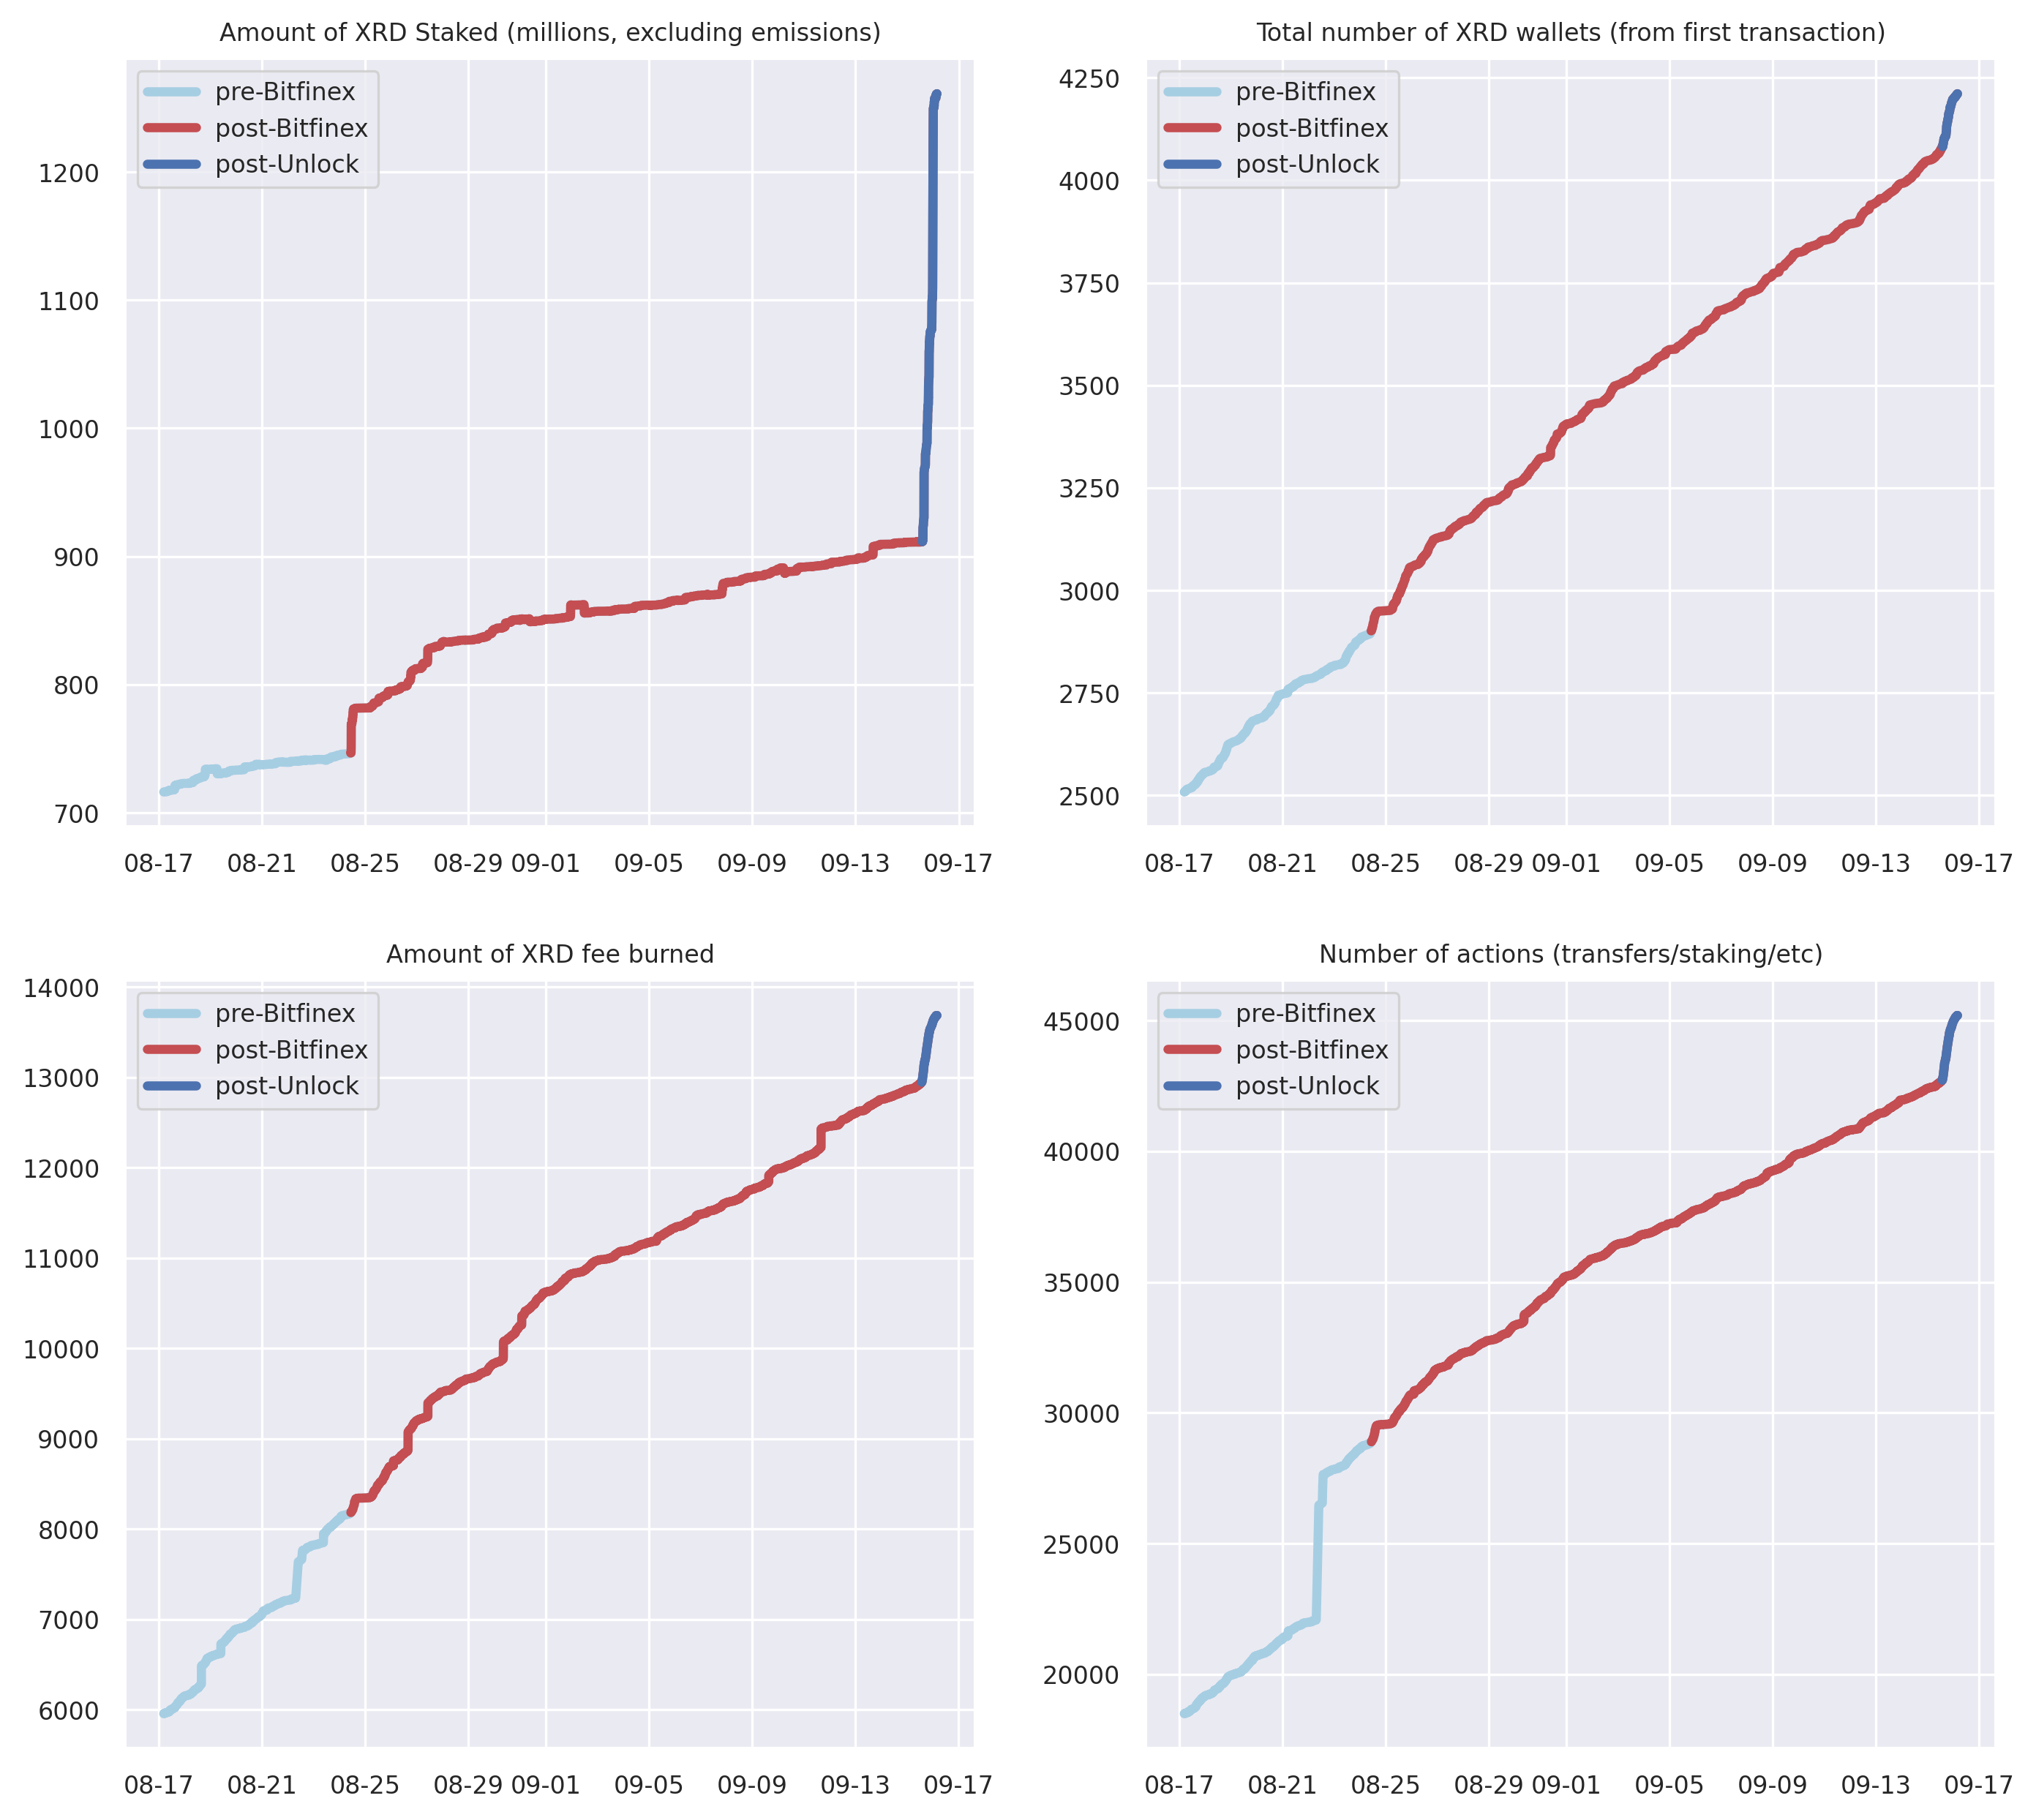 Amount of XRD Staked (millions, excluding emissions)
pre-Bitfinex
post-Bitfinex
post-Unlock
1200
1100
1000
900
800
700
08-17 08-21 08-25 08-29 09-01 09-05 09-09 09-13 09-17
Total number of XRD wallets (from first transaction)
pre-Bitfinex
post-Bitfinex
post-Unlock
4250
4000
3750
3500
3250
3000
2750
2500
08-17 08-21 08-25 08-29 09-01 09-05 09-09 09-13 09-17
Amount of XRD fee burned
pre-Bitfinex
post-Bitfinex
post-Unlock
14000
13000
12000
11000
10000
9000
8000
7000
6000
08-17 08-21 08-25 08-29 09-01 09-05 09-09 09-13 09-17
Number of actions (transfers/staking/etc)
pre-Bitfinex
post-Bitfinex
post-Unlock
45000
40000
35000
30000
25000
20000
08-17 08-21 08-25 08-29 09-01 09-05 09-09 09-13 09-17